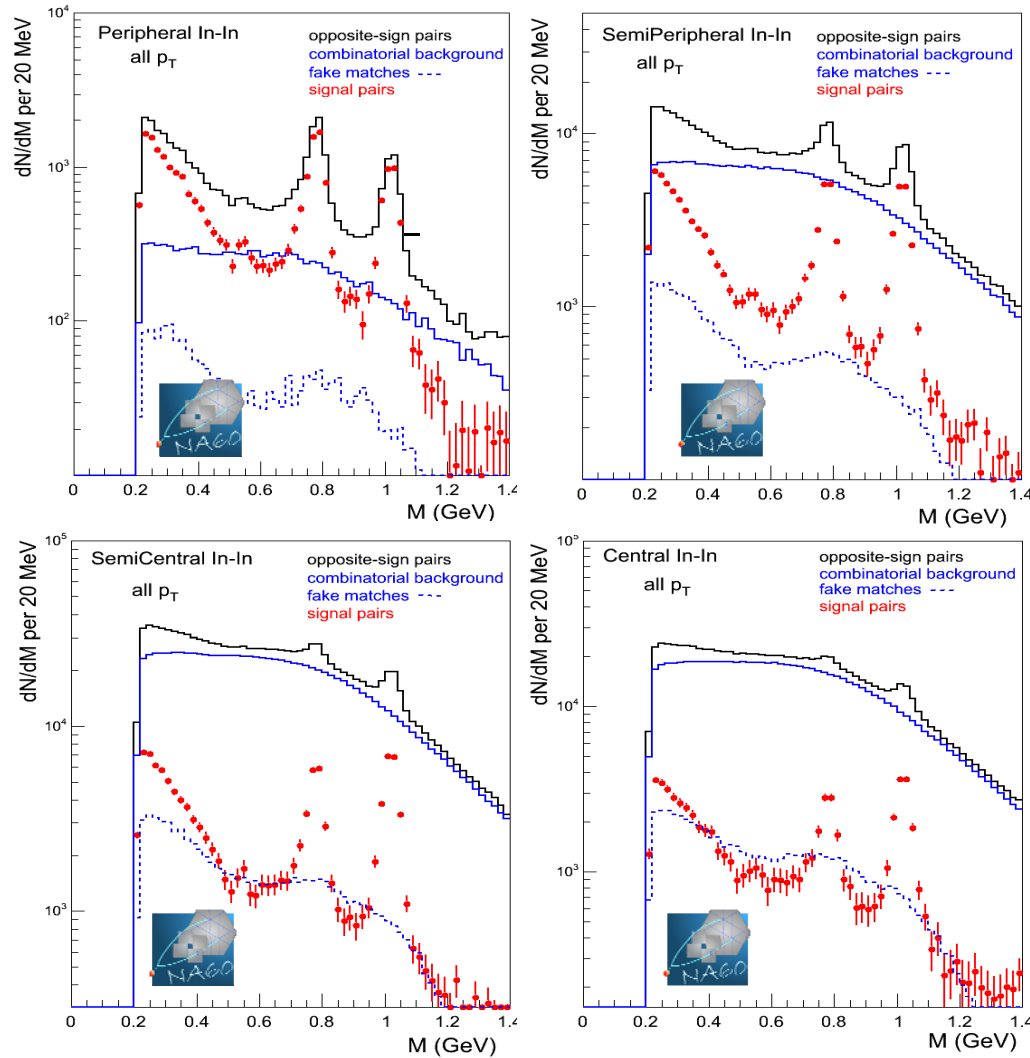 Peripheral In-In
all pT
opposite-sign pairs
combinatorial background
fake matches
signal pairs
dN/dM per 20 MeV
10³
10²
0 0.2 0.4 0.6 0.8 1 1.2 1.4
M (GeV)
NA60
SemiPeripheral In-In
all pT
opposite-sign pairs
combinatorial background
fake matches
signal pairs
dN/dM per 20 MeV
10⁴
10³
0 0.2 0.4 0.6 0.8 1 1.2 1.4
M (GeV)
NA60
SemiCentral In-In
all pT
opposite-sign pairs
combinatorial background
fake matches
signal pairs
dN/dM per 20 MeV
10⁵
10⁴
10³
0 0.2 0.4 0.6 0.8 1 1.2 1.4
M (GeV)
NA60
Central In-In
all pT
opposite-sign pairs
combinatorial background
fake matches
signal pairs
dN/dM per 20 MeV
10⁵
10⁴
10³
0 0.2 0.4 0.6 0.8 1 1.2 1.4
M (GeV)
NA60